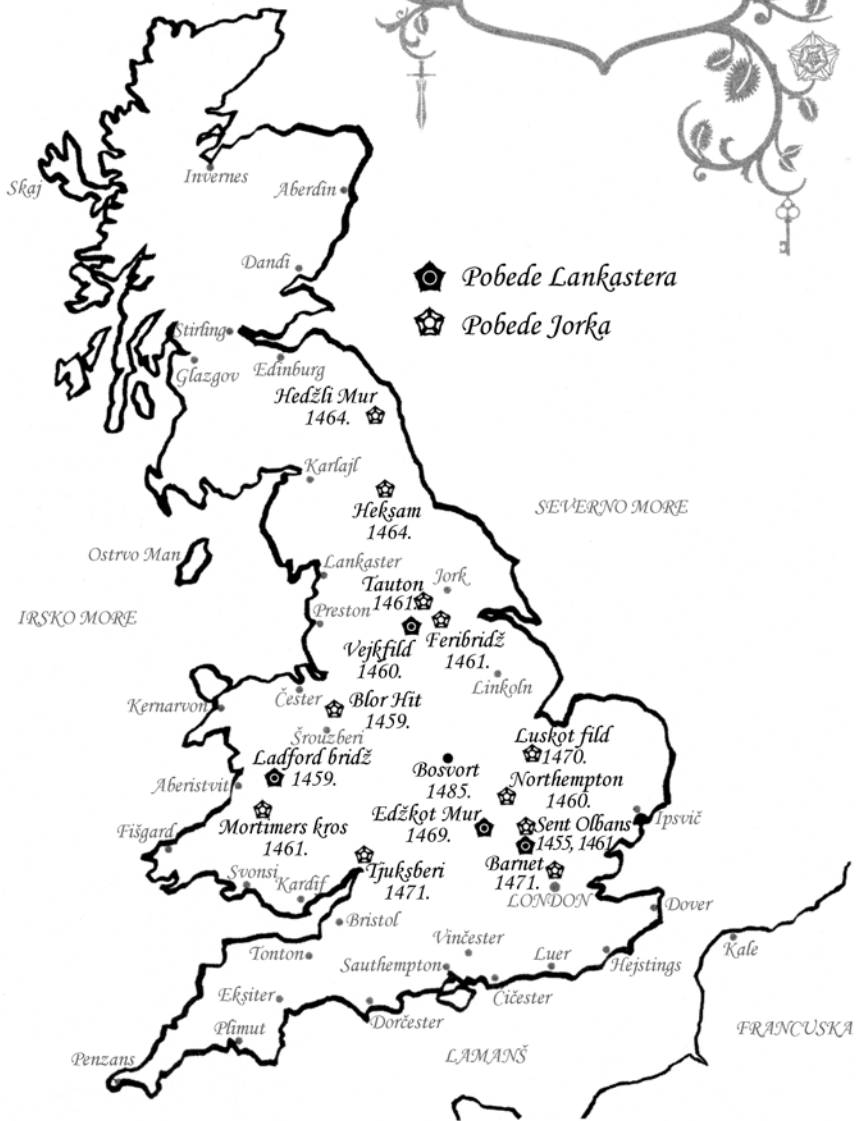 Skaj
Invernes
Aberdin
Dandi
Pobede Lankastera
Pobede Jorka
Stirling
Glazgov
Edinburg
Hedžli Mur
1464.
Karlajl
Heksam
1464.
SEVERNO MORE
Ostrvo Man
Lankaster
Jork
Tauton
1461.
IRSKO MORE
Preston
Vejkfild
1460.
Feribridž
1461.
Linkoln
Čester
Kernarvon
Blor Hit
1459.
Šrouzberi
Ladford bridž
1459.
Bosvort
1485.
Luskot fild
1470.
Northempton
1460.
Aberistvit
Mortimers kros
1461.
Edžkot Mur
1469.
Sent Olbans
1455, 1461.
Ipsvič
Fišgard
Svonsi
Kardif
Tjuksberi
1471.
Barnet
1471.
LONDON
Dover
Bristol
Tonton
Vinčester
Sauthempton
Luer
Hejstings
Kale
Čičester
Eksiter
Dorčester
Plimut
Penzans
LAMANŠ
FRANCUSKA